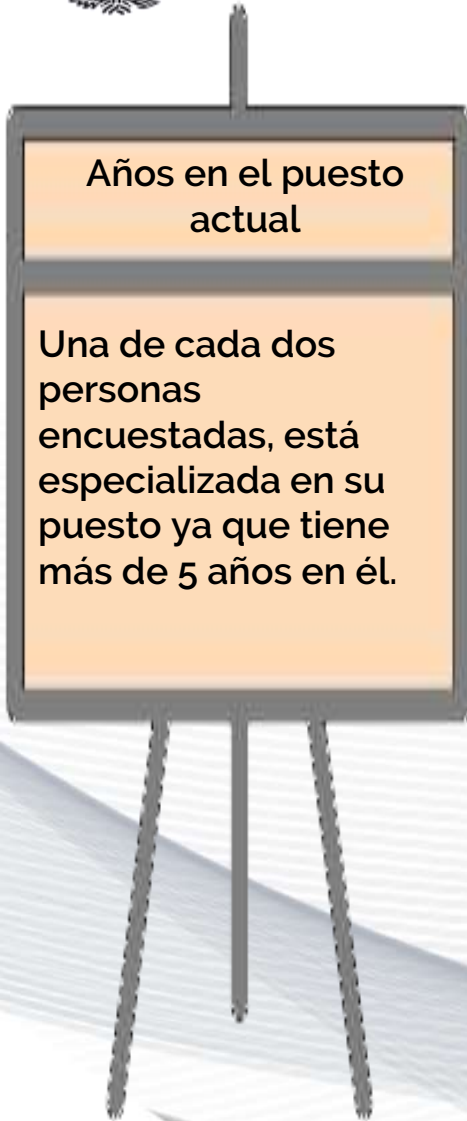 Años en el puesto
actual
Una de cada dos
personas
encuestadas, está
especializada en su
puesto ya que tiene
más de 5 años en él.